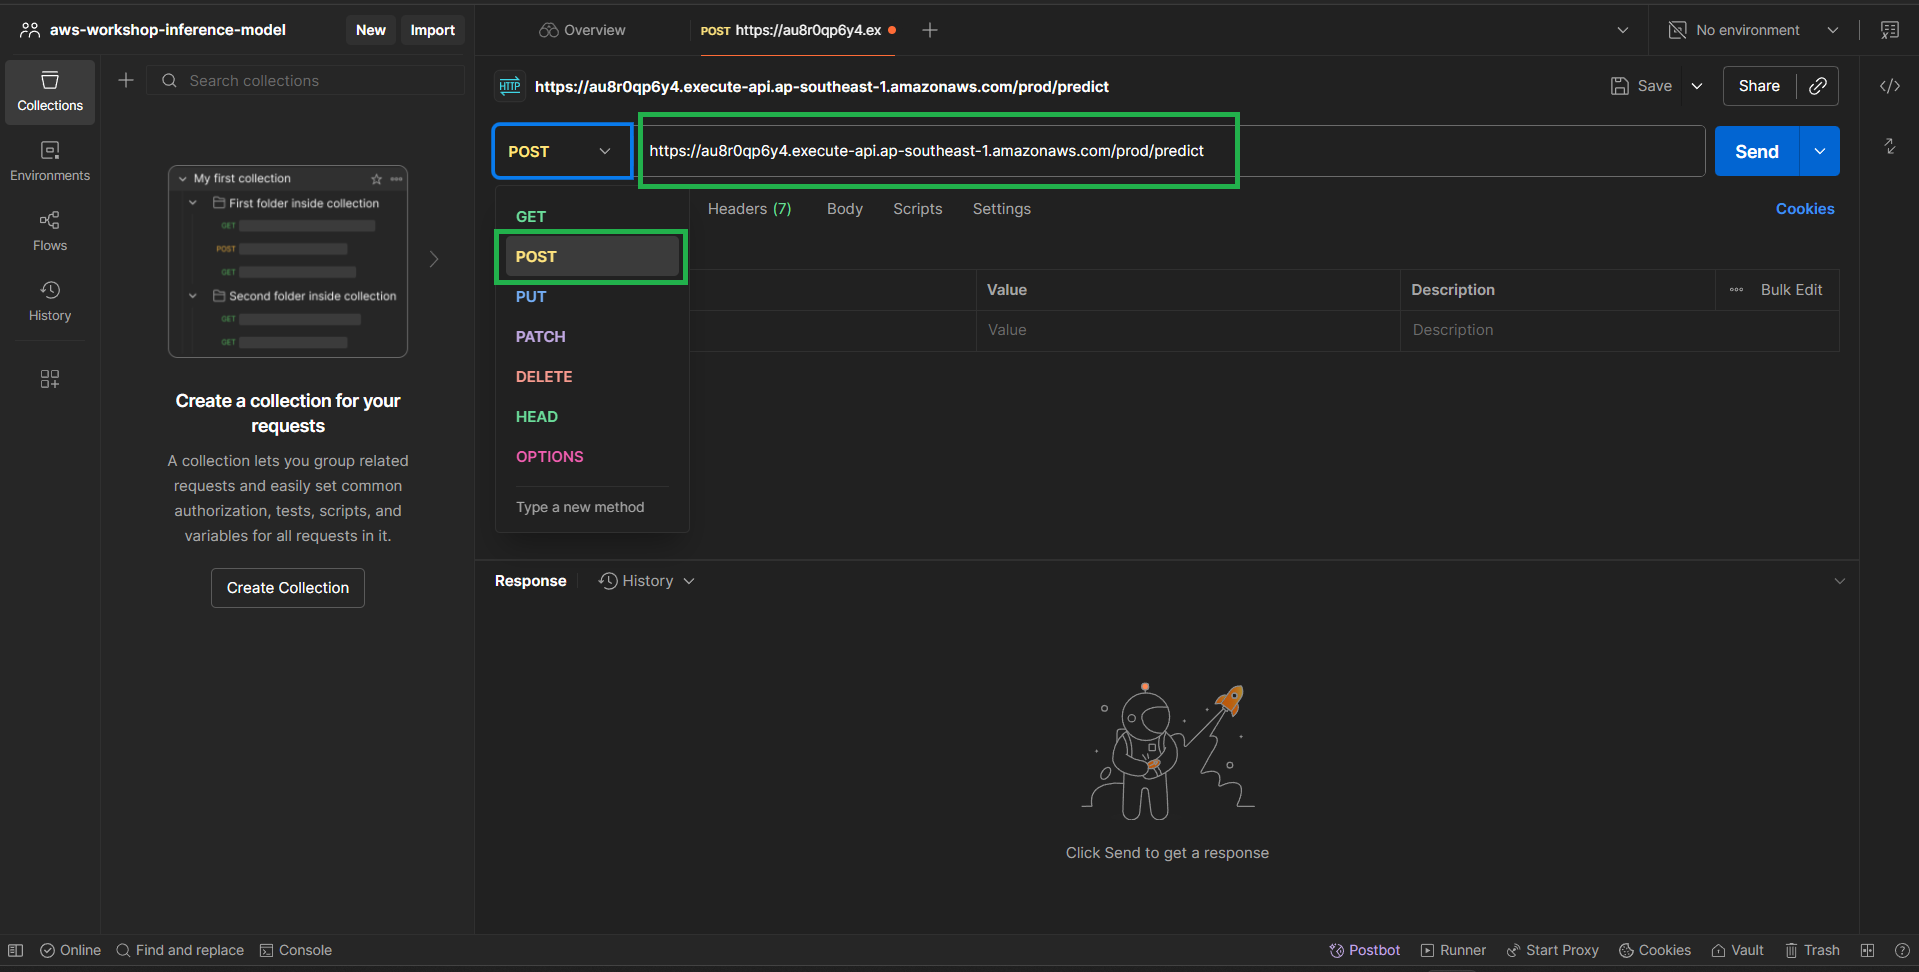 aws-workshop-inference-model
New
Import
Overview
POST https://au8r0qp6y4.ex
No environment
Collections
Search collections
https://au8r0qp6y4.execute-api.ap-southeast-1.amazonaws.com/prod/predict
Save
Share
HTTP
POST
https://au8r0qp6y4.execute-api.ap-southeast-1.amazonaws.com/prod/predict
Send
Environments
Flows
History
My first collection
First folder inside collection
GET
POST
GET
Second folder inside collection
GET
GET
Create a collection for your
requests
A collection lets you group related
requests and easily set common
authorization, tests, scripts, and
variables for all requests in it.
Create Collection
Headers (7)
Body
Scripts
Settings
Cookies
GET
POST
PUT
PATCH
DELETE
HEAD
OPTIONS
Type a new method
Value
Description
Bulk Edit
Value
Description
Response
History
Click Send to get a response
Online
Find and replace
Console
Postbot
Runner
Start Proxy
Cookies
Vault
Trash